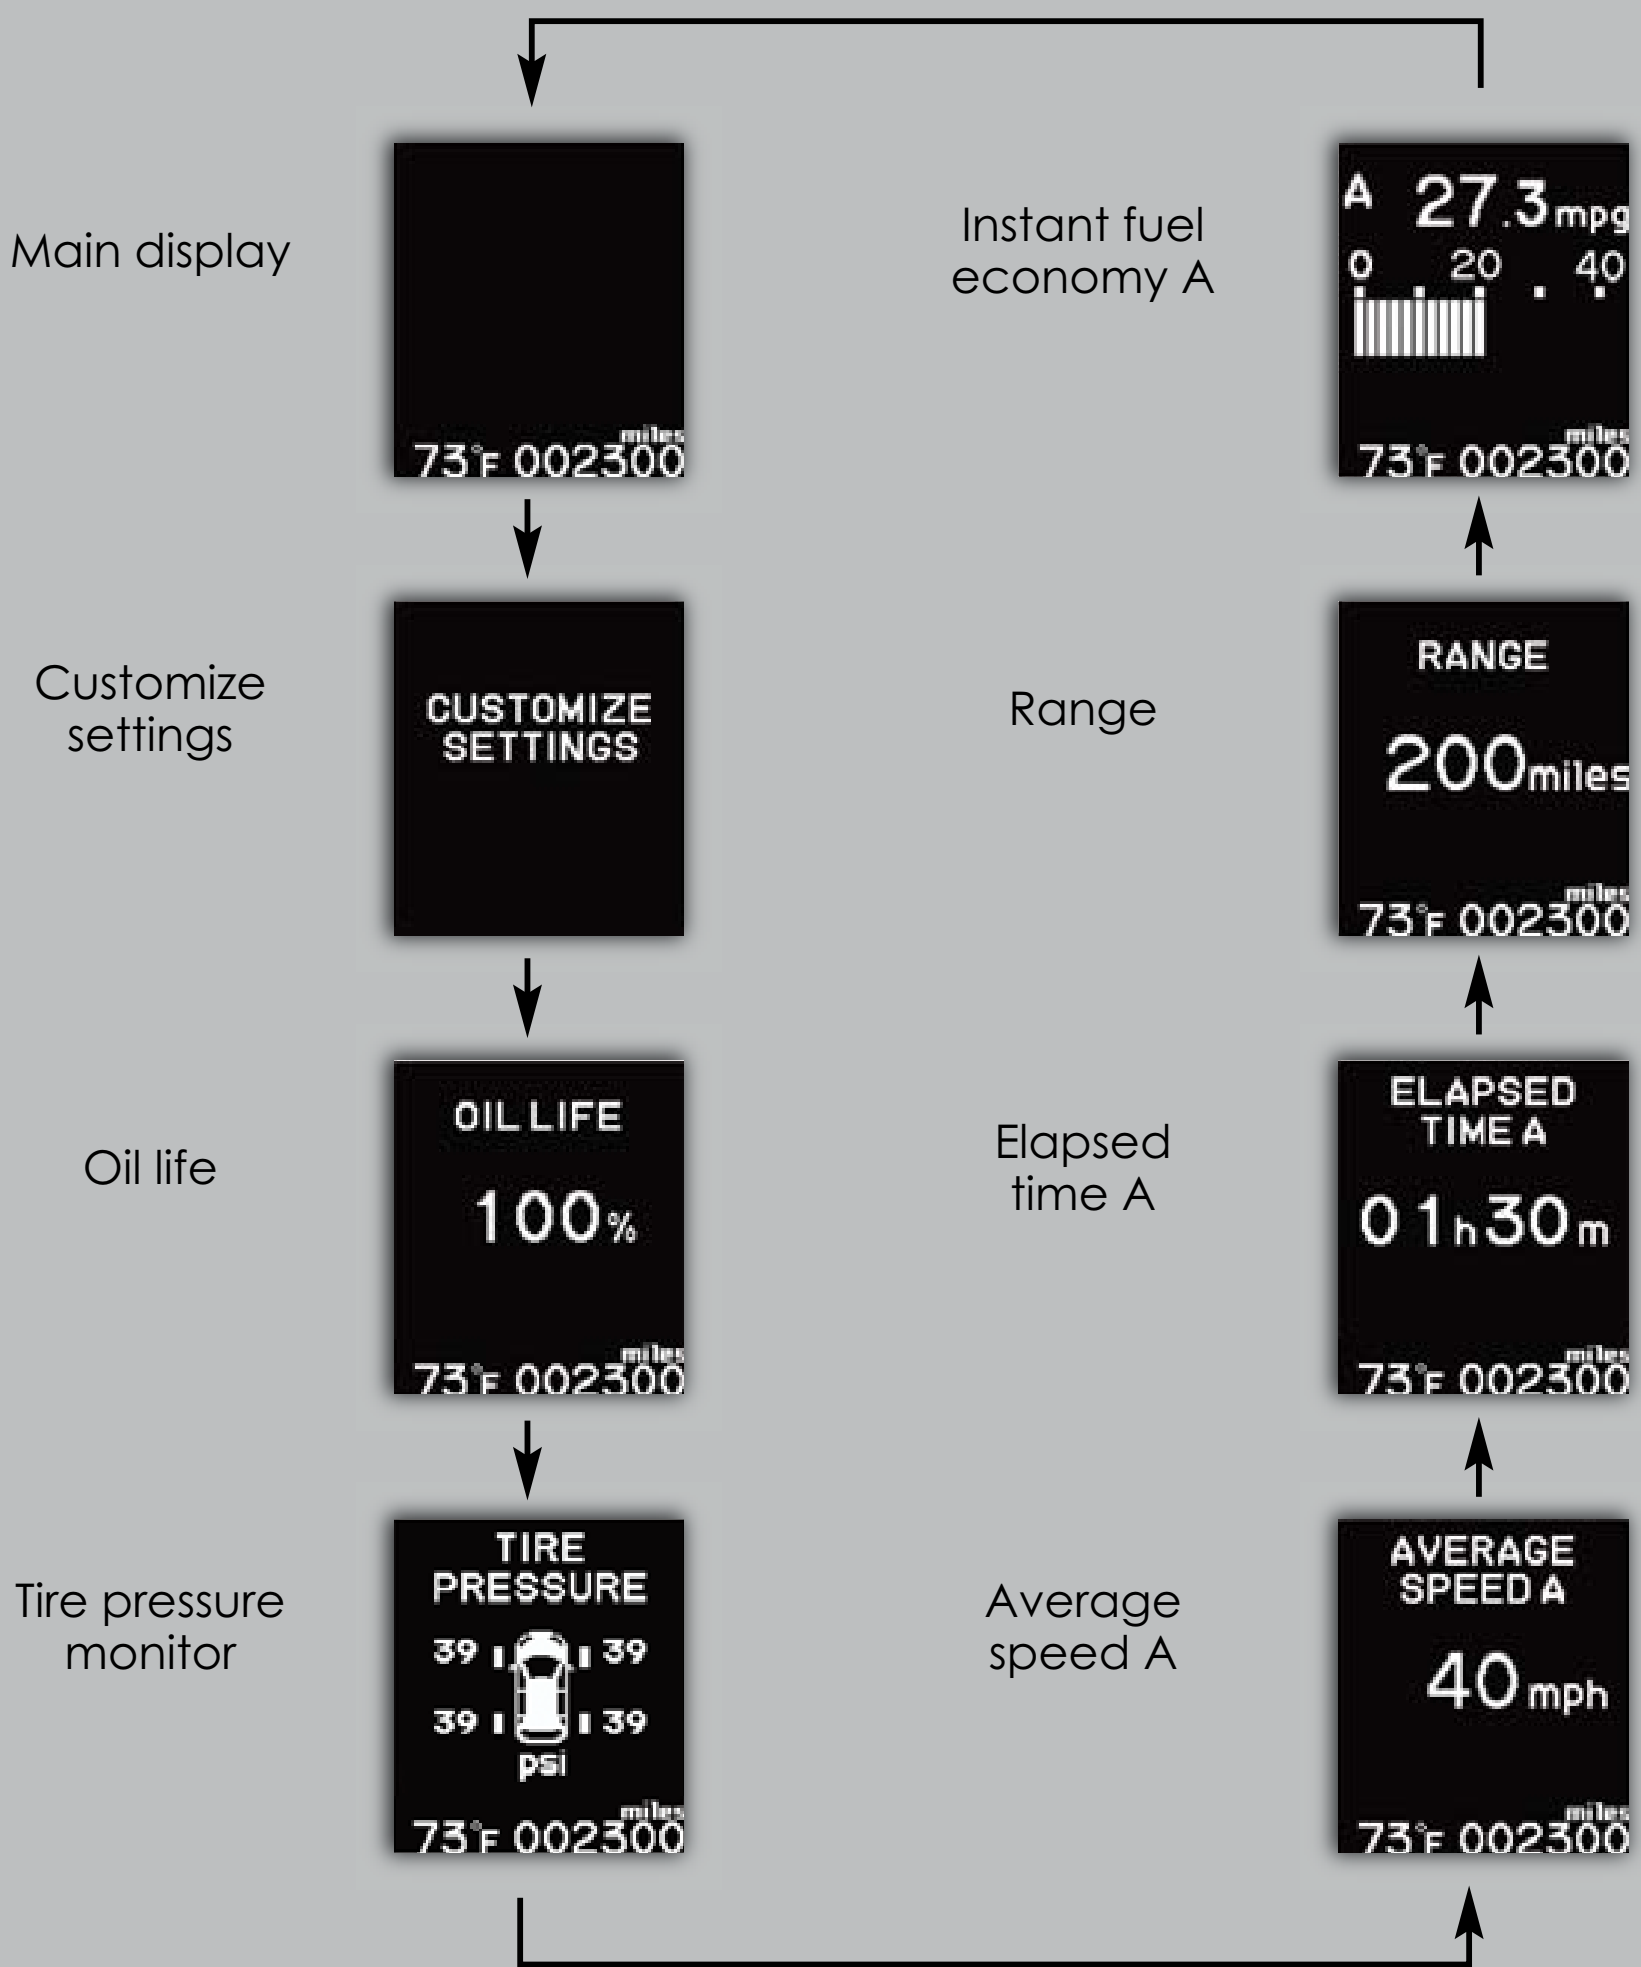 Main display
miles
73°F 002300
Customize
settings
CUSTOMIZE
SETTINGS
Oil life
OIL LIFE
100%
miles
73°F 002300
Tire pressure
monitor
TIRE
PRESSURE
39 39
39 39
psi
miles
73°F 002300
Average
speed A
AVERAGE
SPEED A
40 mph
miles
73°F 002300
Elapsed
time A
ELAPSED
TIME A
01h30m
miles
73°F 002300
Range
RANGE
200miles
miles
73°F 002300
Instant fuel
economy A
A 27.3mpg
0 20 40
miles
73°F 002300